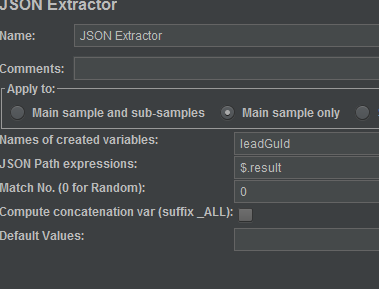 JSON Extractor
Name: JSON Extractor
Comments:
Apply to:
Main sample and sub-samples Main sample only
Names of created variables: leadGuId
JSON Path expressions: $.result
Match No. (0 for Random): 0
Compute concatenation var (suffix _ALL):
Default Values: